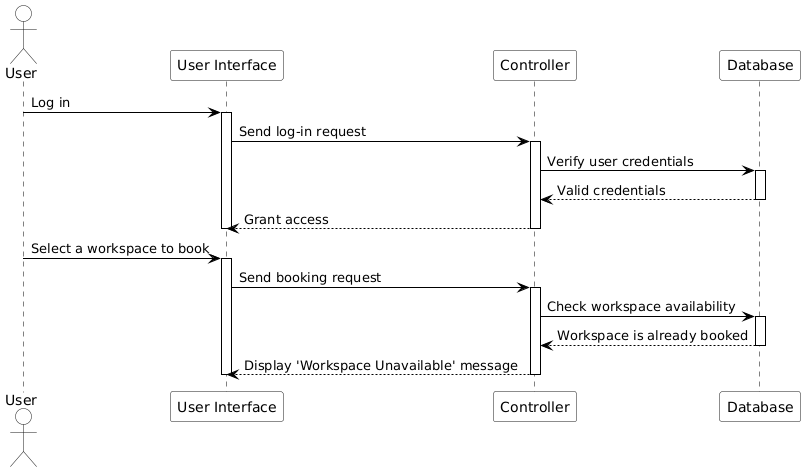 User
User Interface
Controller
Database
Log in
Send log-in request
Verify user credentials
Valid credentials
Grant access
Select a workspace to book
Send booking request
Check workspace availability
Workspace is already booked
Display 'Workspace Unavailable' message
User
User Interface
Controller
Database